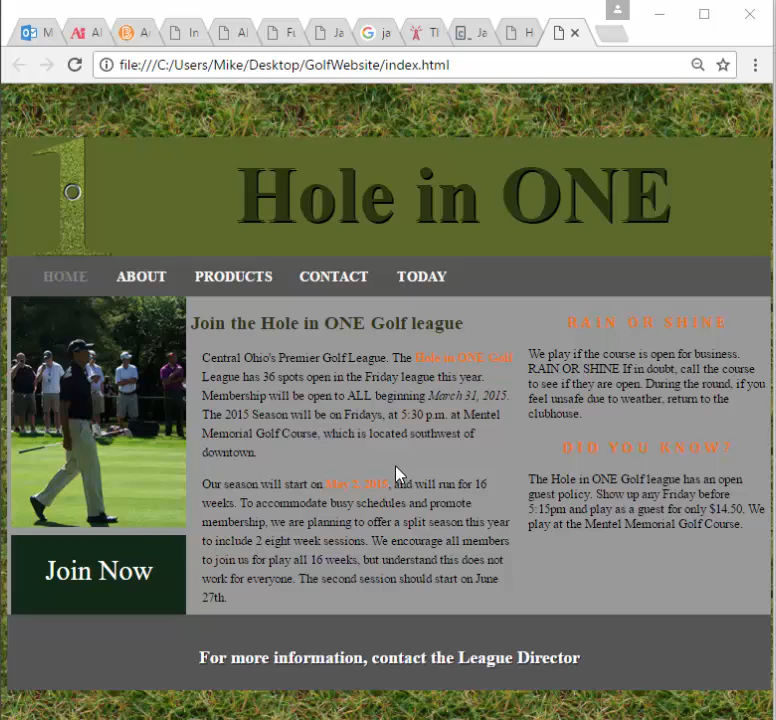 M
Ai Al
A
In
Al
Fu
Ja
G ja
Tl
C_ Ja
H
file:///C:/Users/Mike/Desktop/GolfWebsite/index.html
1
Hole in ONE
HOME ABOUT PRODUCTS CONTACT TODAY
Join the Hole in ONE Golf league
Central Ohio's Premier Golf League. The Hole in ONE Golf
League has 36 spots open in the Friday league this year.
Membership will be open to ALL beginning March 31, 2015.
The 2015 Season will be on Fridays, at 5:30 p.m. at Mentel
Memorial Golf Course, which is located southwest of
downtown.
Our season will start on May 2, 2015, and will run for 16
weeks. To accommodate busy schedules and promote
membership, we are planning to offer a split season this year
to include 2 eight week sessions. We encourage all members
to join us for play all 16 weeks, but understand this does not
work for everyone. The second session should start on June
27th.
RAIN OR SHINE
We play if the course is open for business.
RAIN OR SHINE If in doubt, call the course
to see if they are open. During the round, if you
feel unsafe due to weather, return to the
clubhouse.
DID YOU KNOW?
The Hole in ONE Golf league has an open
guest policy. Show up any Friday before
5:15pm and play as a guest for only $14.50. We
play at the Mentel Memorial Golf Course.
Join Now
For more information, contact the League Director